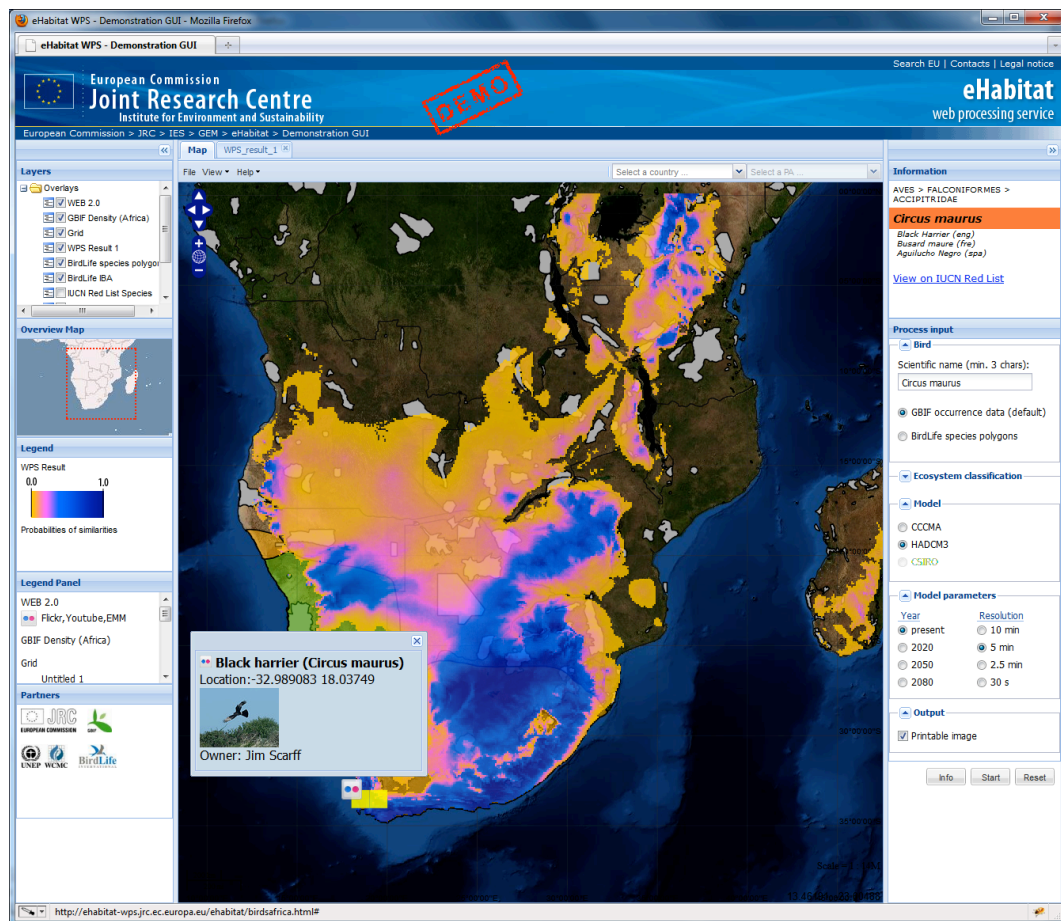 eHabitat WPS - Demonstration GUI - Mozilla Firefox
eHabitat WPS - Demonstration GUI
Search EU | Contacts | Legal notice
European Commission
Joint Research Centre
Institute for Environment and Sustainability
DEMO
eHabitat
web processing service
European Commission > JRC > IES > GEM > eHabitat > Demonstration GUI
Layers
Overlays
WEB 2.0
GBIF Density (Africa)
Grid
WPS Result 1
BirdLife species polygo
BirdLife IBA
IUCN Red List Species
Overview Map
Legend
WPS Result
0.0 1.0
Probabilities of similarities
Legend Panel
WEB 2.0
Flickr,Youtube,EMM
GBIF Density (Africa)
Grid
Untitled 1
Partners
JRC
EUROPEAN COMMISSION
GBIF
UNEP WCMC
BirdLife
INTERNATIONAL
Map
WPS_result_1
File View Help
Select a country ...
Select a PA ...
Black harrier (Circus maurus)
Location:-32.989083 18.03749
Owner: Jim Scarff
Information
AVES > FALCONIFORMES >
ACCIPITRIDAE
Circus maurus
Black Harrier (eng)
Busard maure (fre)
Aguilucho Negro (spa)
View on IUCN Red List
Process input
Bird
Scientific name (min. 3 chars):
Circus maurus
GBIF occurrence data (default)
BirdLife species polygons
Ecosystem classification
Model
CCCMA
HADCM3
CSIRO
Model parameters
Year Resolution
present 10 min
2020 5 min
2050 2.5 min
2080 30 s
Output
Printable image
Info Start Reset
http://ehabitat-wps.jrc.ec.europa.eu/ehabitat/birdsafrica.html#